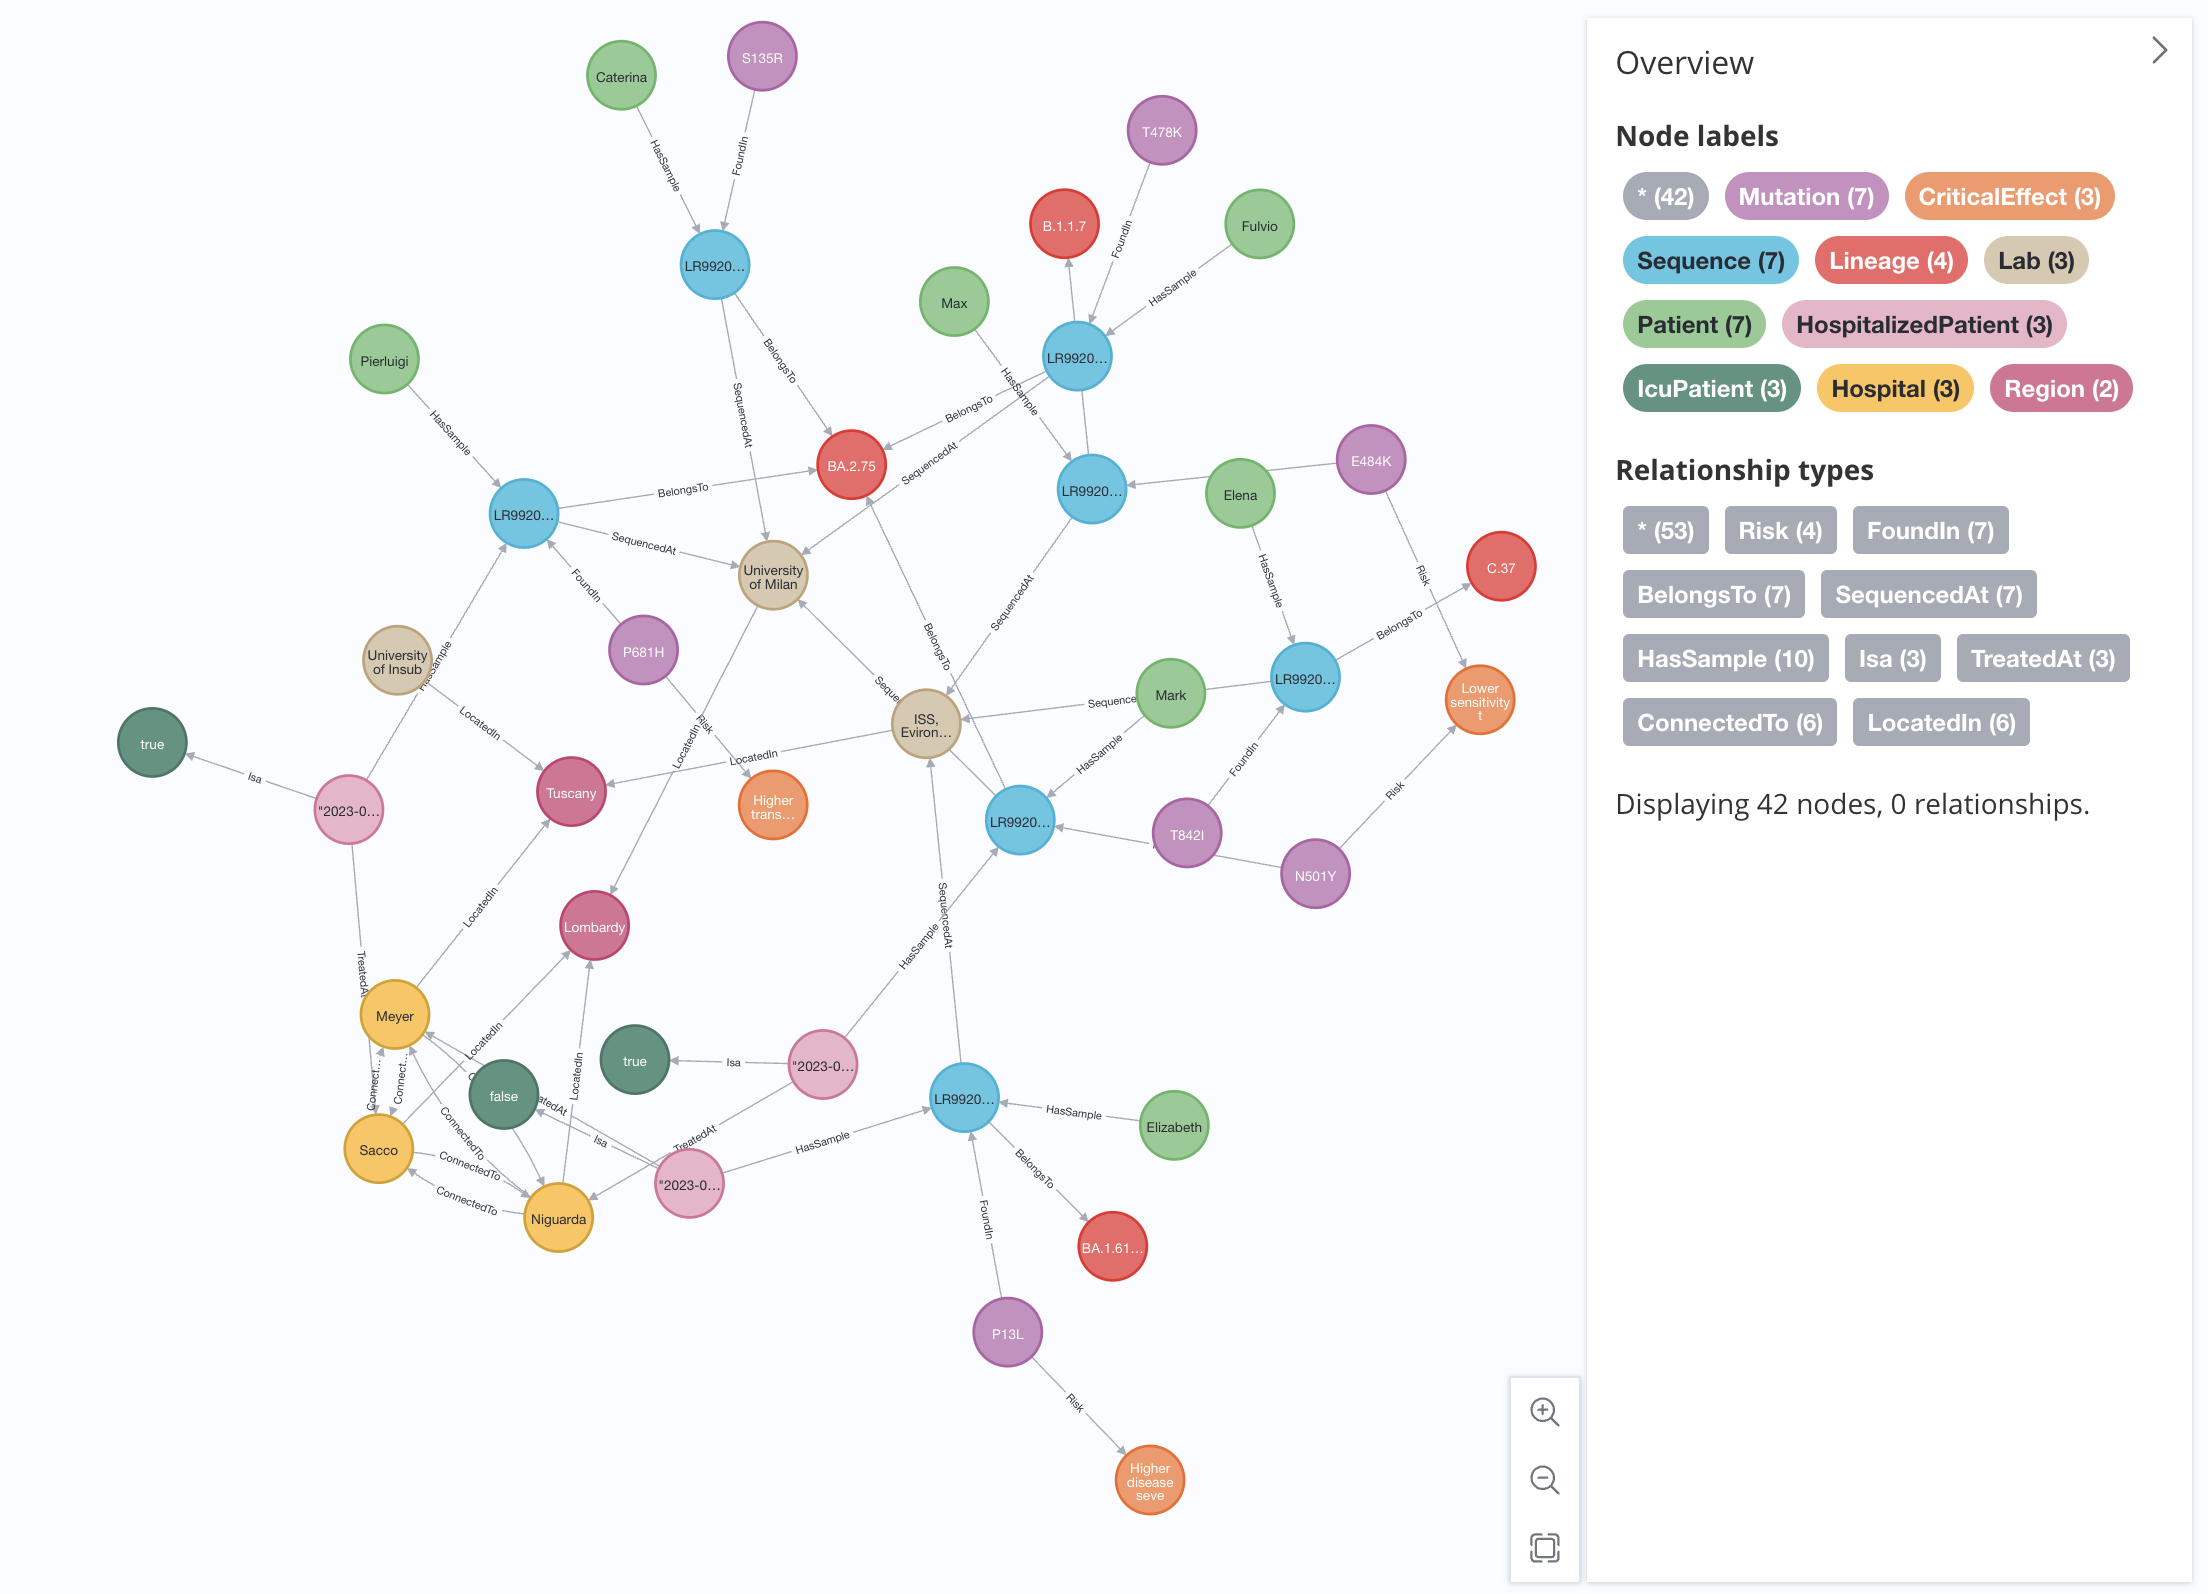 Caterina
S135R
HasSample
FoundIn
T478K
B.1.1.7
Fulvio
FoundIn
LR9920...
Max
HasSample
Pierluigi
BelongsTo
LR9920...
HasSample
SequencedAt
BelongsTo
HasSample
SequencedAt
BA.2.75
E484K
BelongsTo
LR9920...
Elena
LR9920...
SequencedAt
FoundIn
University
of Milan
SequencedAt
HasSample
Risk
C.37
BelongsTo
University
of Insub
P681H
BelongsTo
LR9920...
Mark
Lower
sensitivity
t
LocatedIn
Risk
LocatedIn
ISS,
Eviron...
true
Isa
"2023-0...
Tuscany
LocatedIn
Higher
trans...
HasSample
FoundIn
LR9920...
T842I
Risk
N501Y
LocatedIn
Lombardy
SequencedAt
HasSample
Meyer
LocatedIn
true
Isa
"2023-0...
LocatedIn
Connect...
Connect...
false
ConnectedTo
Isa
TreatedAt
HasSample
LR9920...
HasSample
Elizabeth
Sacco
ConnectedTo
ConnectedTo
Niguarda
"2023-0...
BelongsTo
FoundIn
BA.1.61...
P13L
Risk
Higher
disease
seve
Overview
Node labels
* (42)
Mutation (7)
CriticalEffect (3)
Sequence (7)
Lineage (4)
Lab (3)
Patient (7)
HospitalizedPatient (3)
IcuPatient (3)
Hospital (3)
Region (2)
Relationship types
* (53)
Risk (4)
FoundIn (7)
BelongsTo (7)
SequencedAt (7)
HasSample (10)
Isa (3)
TreatedAt (3)
ConnectedTo (6)
LocatedIn (6)
Displaying 42 nodes, 0 relationships.